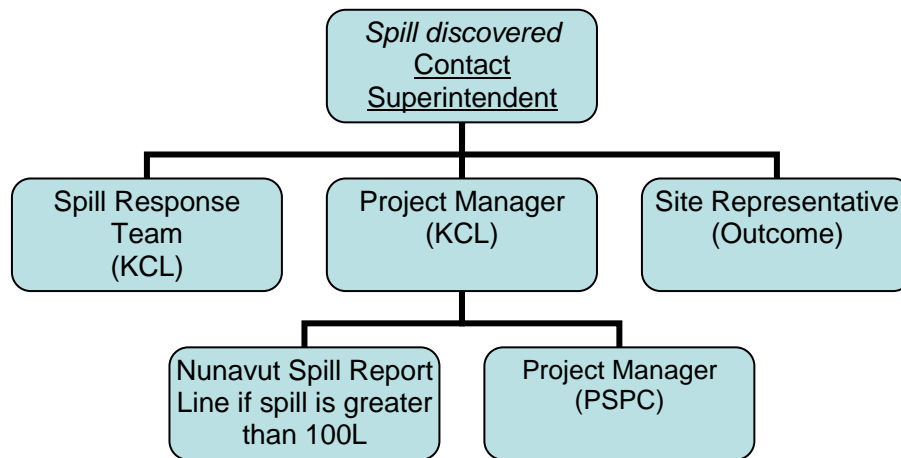 Spill discovered
Contact
Superintendent
Spill Response
Team
(KCL)
Project Manager
(KCL)
Site Representative
(Outcome)
Nunavut Spill Report
Line if spill is greater
than 100L
Project Manager
(PSPC)